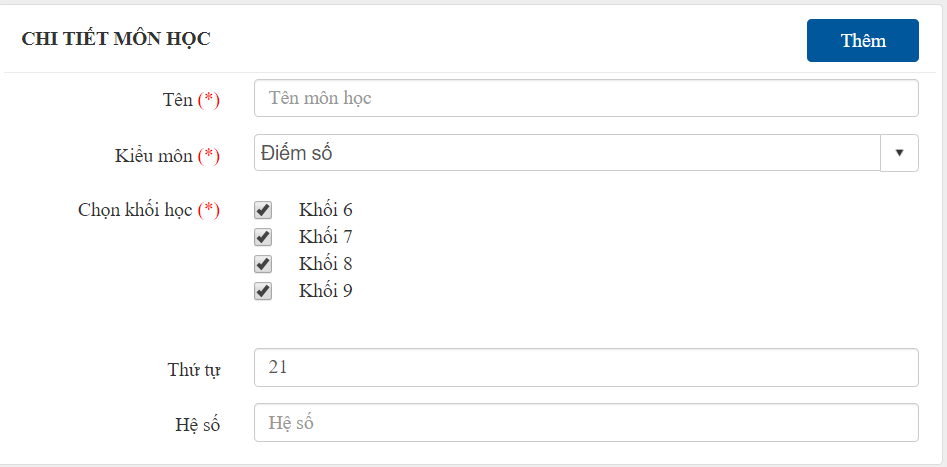 CHI TIẾT MÔN HỌC Thêm
Tên (*) Tên môn học
Kiểu môn (*) Điểm số
Chọn khối học (*) Khối 6
Khối 7
Khối 8
Khối 9
Thứ tự 21
Hệ số Hệ số